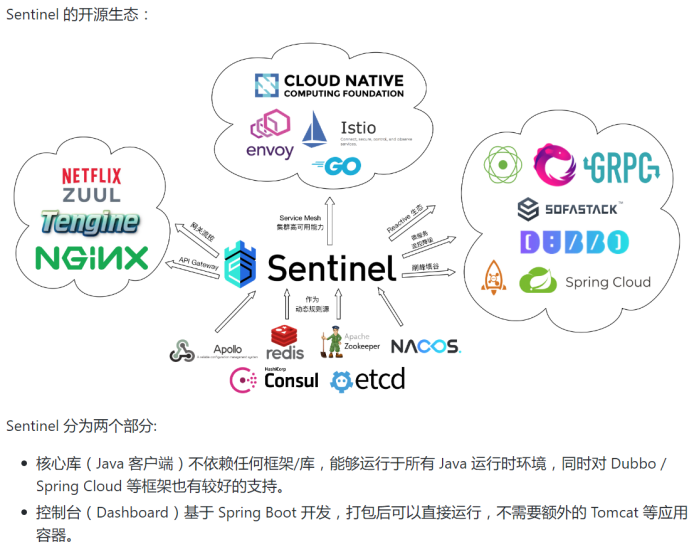 Sentinel 的开源生态：
CLOUD NATIVE
COMPUTING FOUNDATION
envoy
Istio
Connect, secure, control, and observe services.
GO
NETFLIX
ZUUL
Tengine
NGINX
网关流控
API Gateway
Service Mesh
集群高可用能力
Reactive 生态
微服务
流控降级
削峰填谷
GRPC
SOFASTACK™
DUBBO
Spring Cloud
Sentinel
作为
动态规则源
Apollo
redis
Apache
Zookeeper
NACOS.
HashiCorp
Consul
etcd
Sentinel 分为两个部分:
核心库（Java 客户端）不依赖任何框架/库，能够运行于所有 Java 运行时环境，同时对 Dubbo /
Spring Cloud 等框架也有较好的支持。
控制台（Dashboard）基于 Spring Boot 开发，打包后可以直接运行，不需要额外的 Tomcat 等应用
容器。